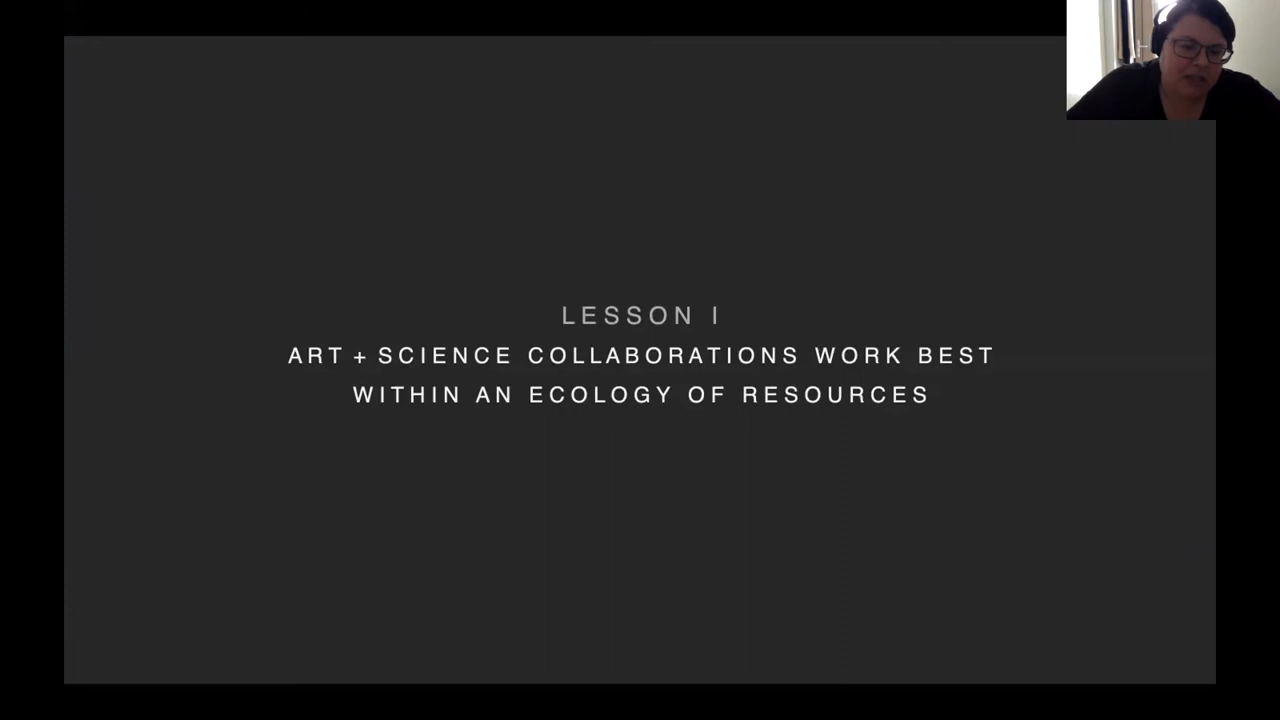 LESSON I
ART + SCIENCE COLLABORATIONS WORK BEST
WITHIN AN ECOLOGY OF RESOURCES